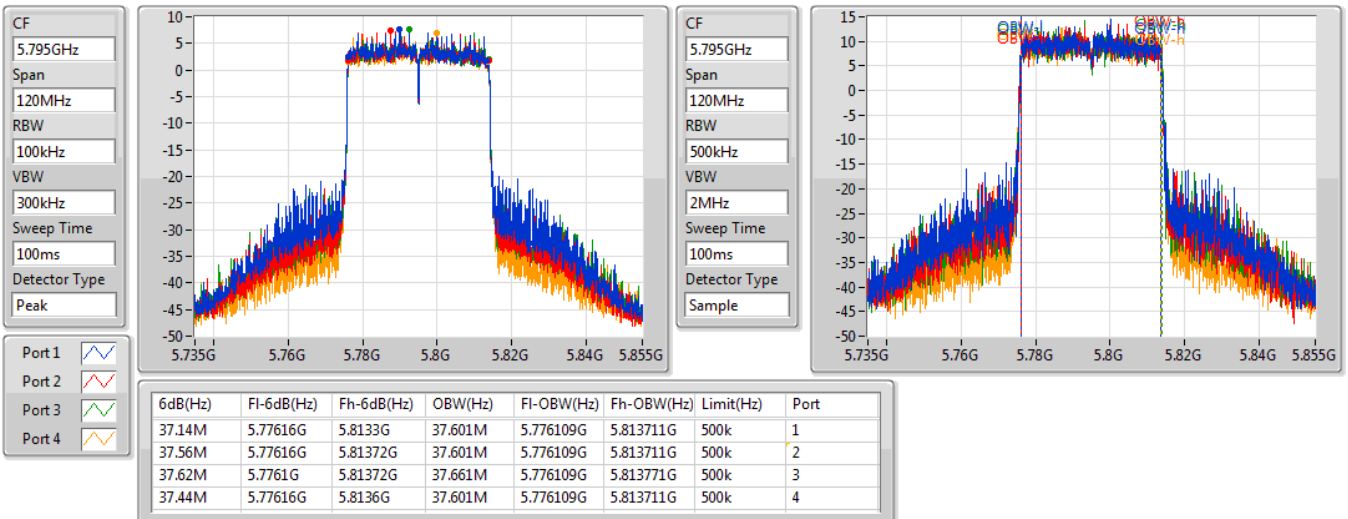 CF
5.795GHz
Span
120MHz
RBW
100kHz
VBW
300kHz
Sweep Time
100ms
Detector Type
Peak
10
5
0
-5
-10
-15
-20
-25
-30
-35
-40
-45
-50
5.735G 5.76G 5.78G 5.8G 5.82G 5.84G 5.855G
CF
5.795GHz
Span
120MHz
RBW
500kHz
VBW
2MHz
Sweep Time
100ms
Detector Type
Sample
15
10
5
0
-5
-10
-15
-20
-25
-30
-35
-40
-45
-50
OBW-h
OBW-h
5.735G 5.76G 5.78G 5.8G 5.82G 5.84G 5.855G
Port 1
Port 2
Port 3
Port 4
6dB(Hz) Fl-6dB(Hz) Fh-6dB(Hz) OBW(Hz) Fl-OBW(Hz) Fh-OBW(Hz) Limit(Hz) Port
37.14M 5.77616G 5.8133G 37.601M 5.776109G 5.813711G 500k 1
37.56M 5.77616G 5.81372G 37.601M 5.776109G 5.813711G 500k 2
37.62M 5.7761G 5.81372G 37.661M 5.776109G 5.813771G 500k 3
37.44M 5.77616G 5.8136G 37.601M 5.776109G 5.813711G 500k 4